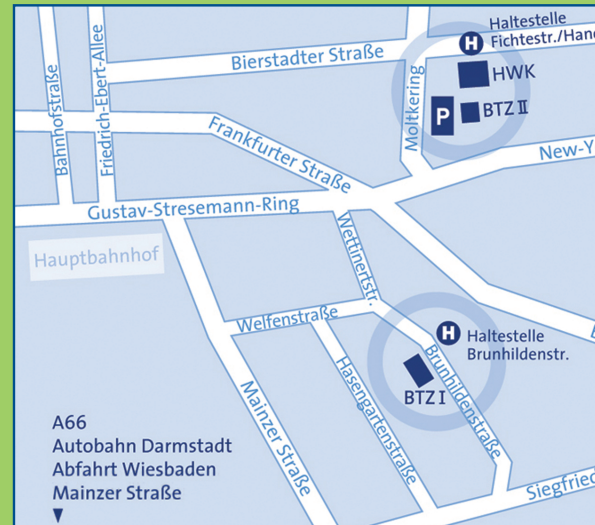 Haltestelle
Fichtestr./Hand
Bierstadter Straße
HWK
P
BTZ II
Bahnhofstraße
Friedrich-Ebert-Allee
Moltkering
Frankfurter Straße
New-Y
Gustav-Stresemann-Ring
Hauptbahnhof
Wettinertstr.
Welfenstraße
H
H
Haltestelle
Brunhildenstr.
Hasengartenstraße
Brunhildenstraße
BTZ I
Mainzer Straße
A66
Autobahn Darmstadt
Abfahrt Wiesbaden
Mainzer Straße
Siegfried